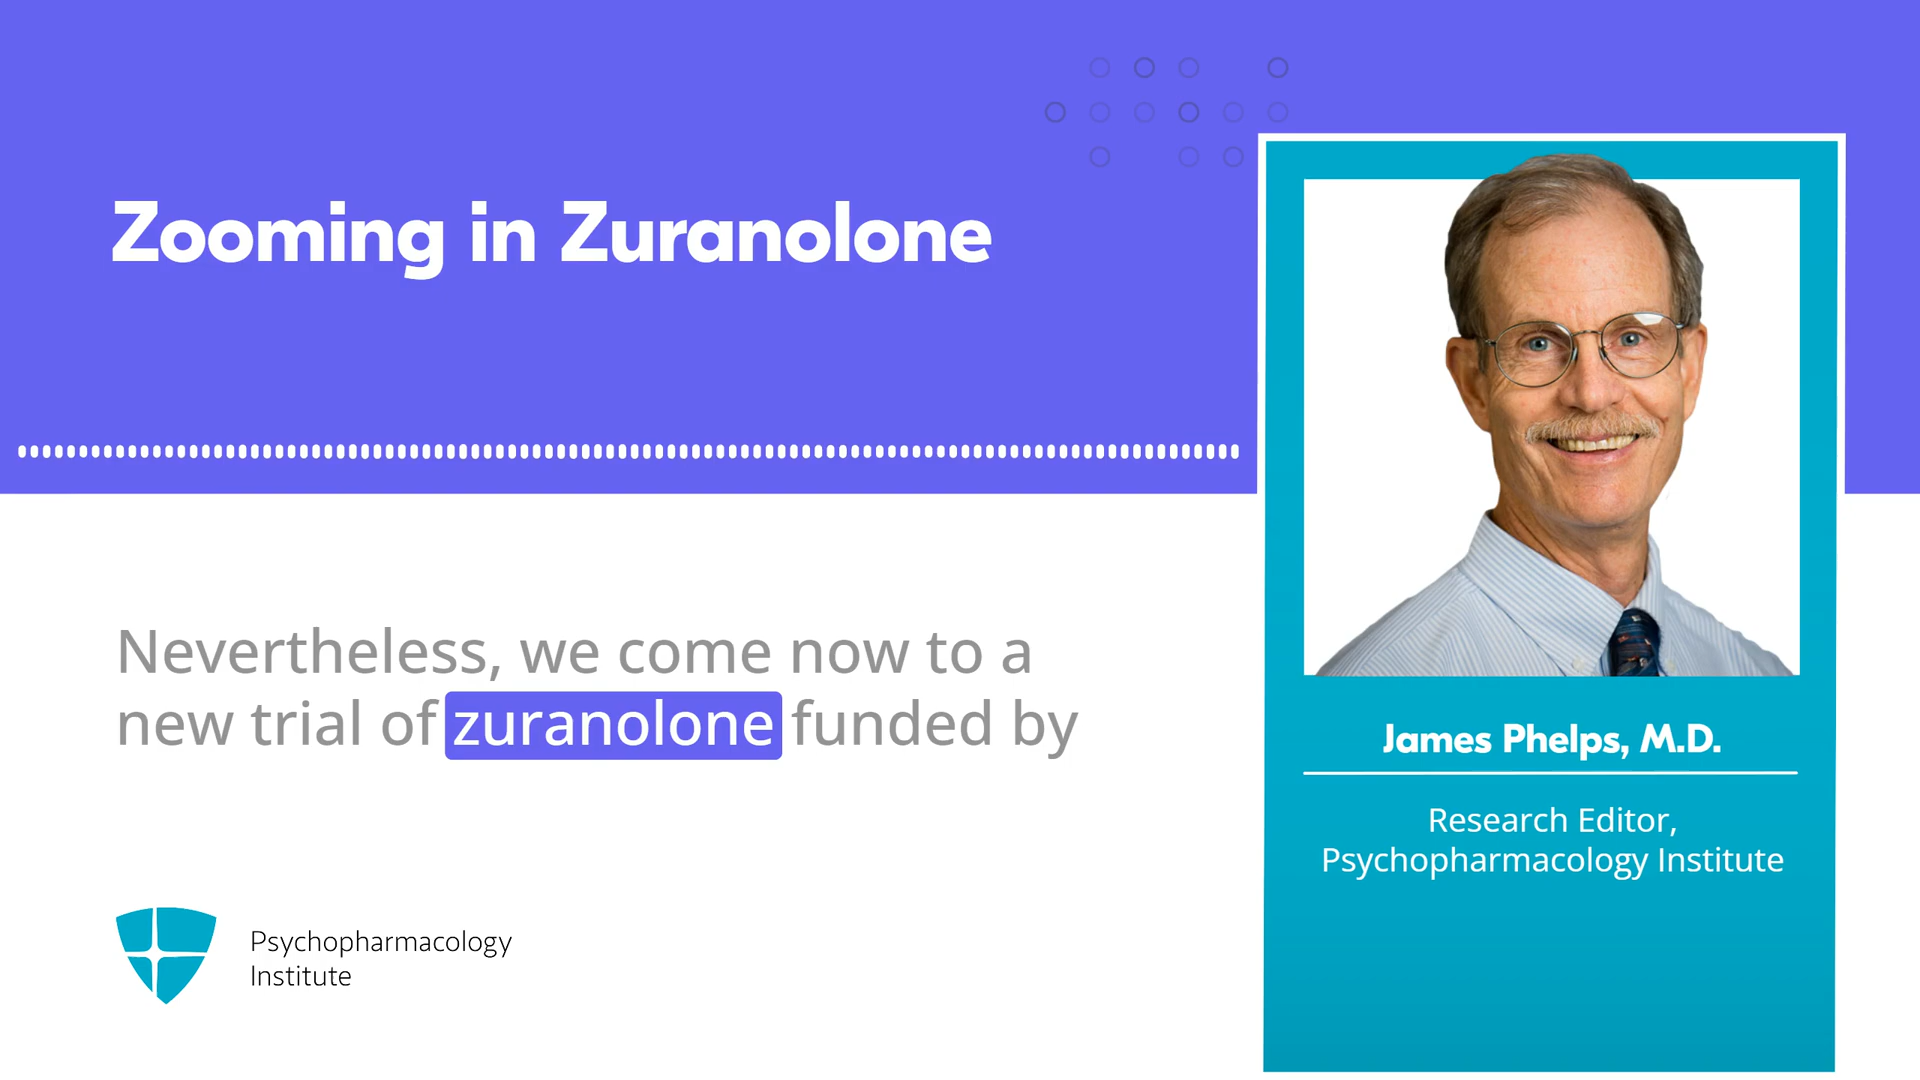 Zooming in Zuranolone
Nevertheless, we come now to a
new trial of zuranolone funded by
Psychopharmacology
Institute
James Phelps, M.D.
Research Editor,
Psychopharmacology Institute